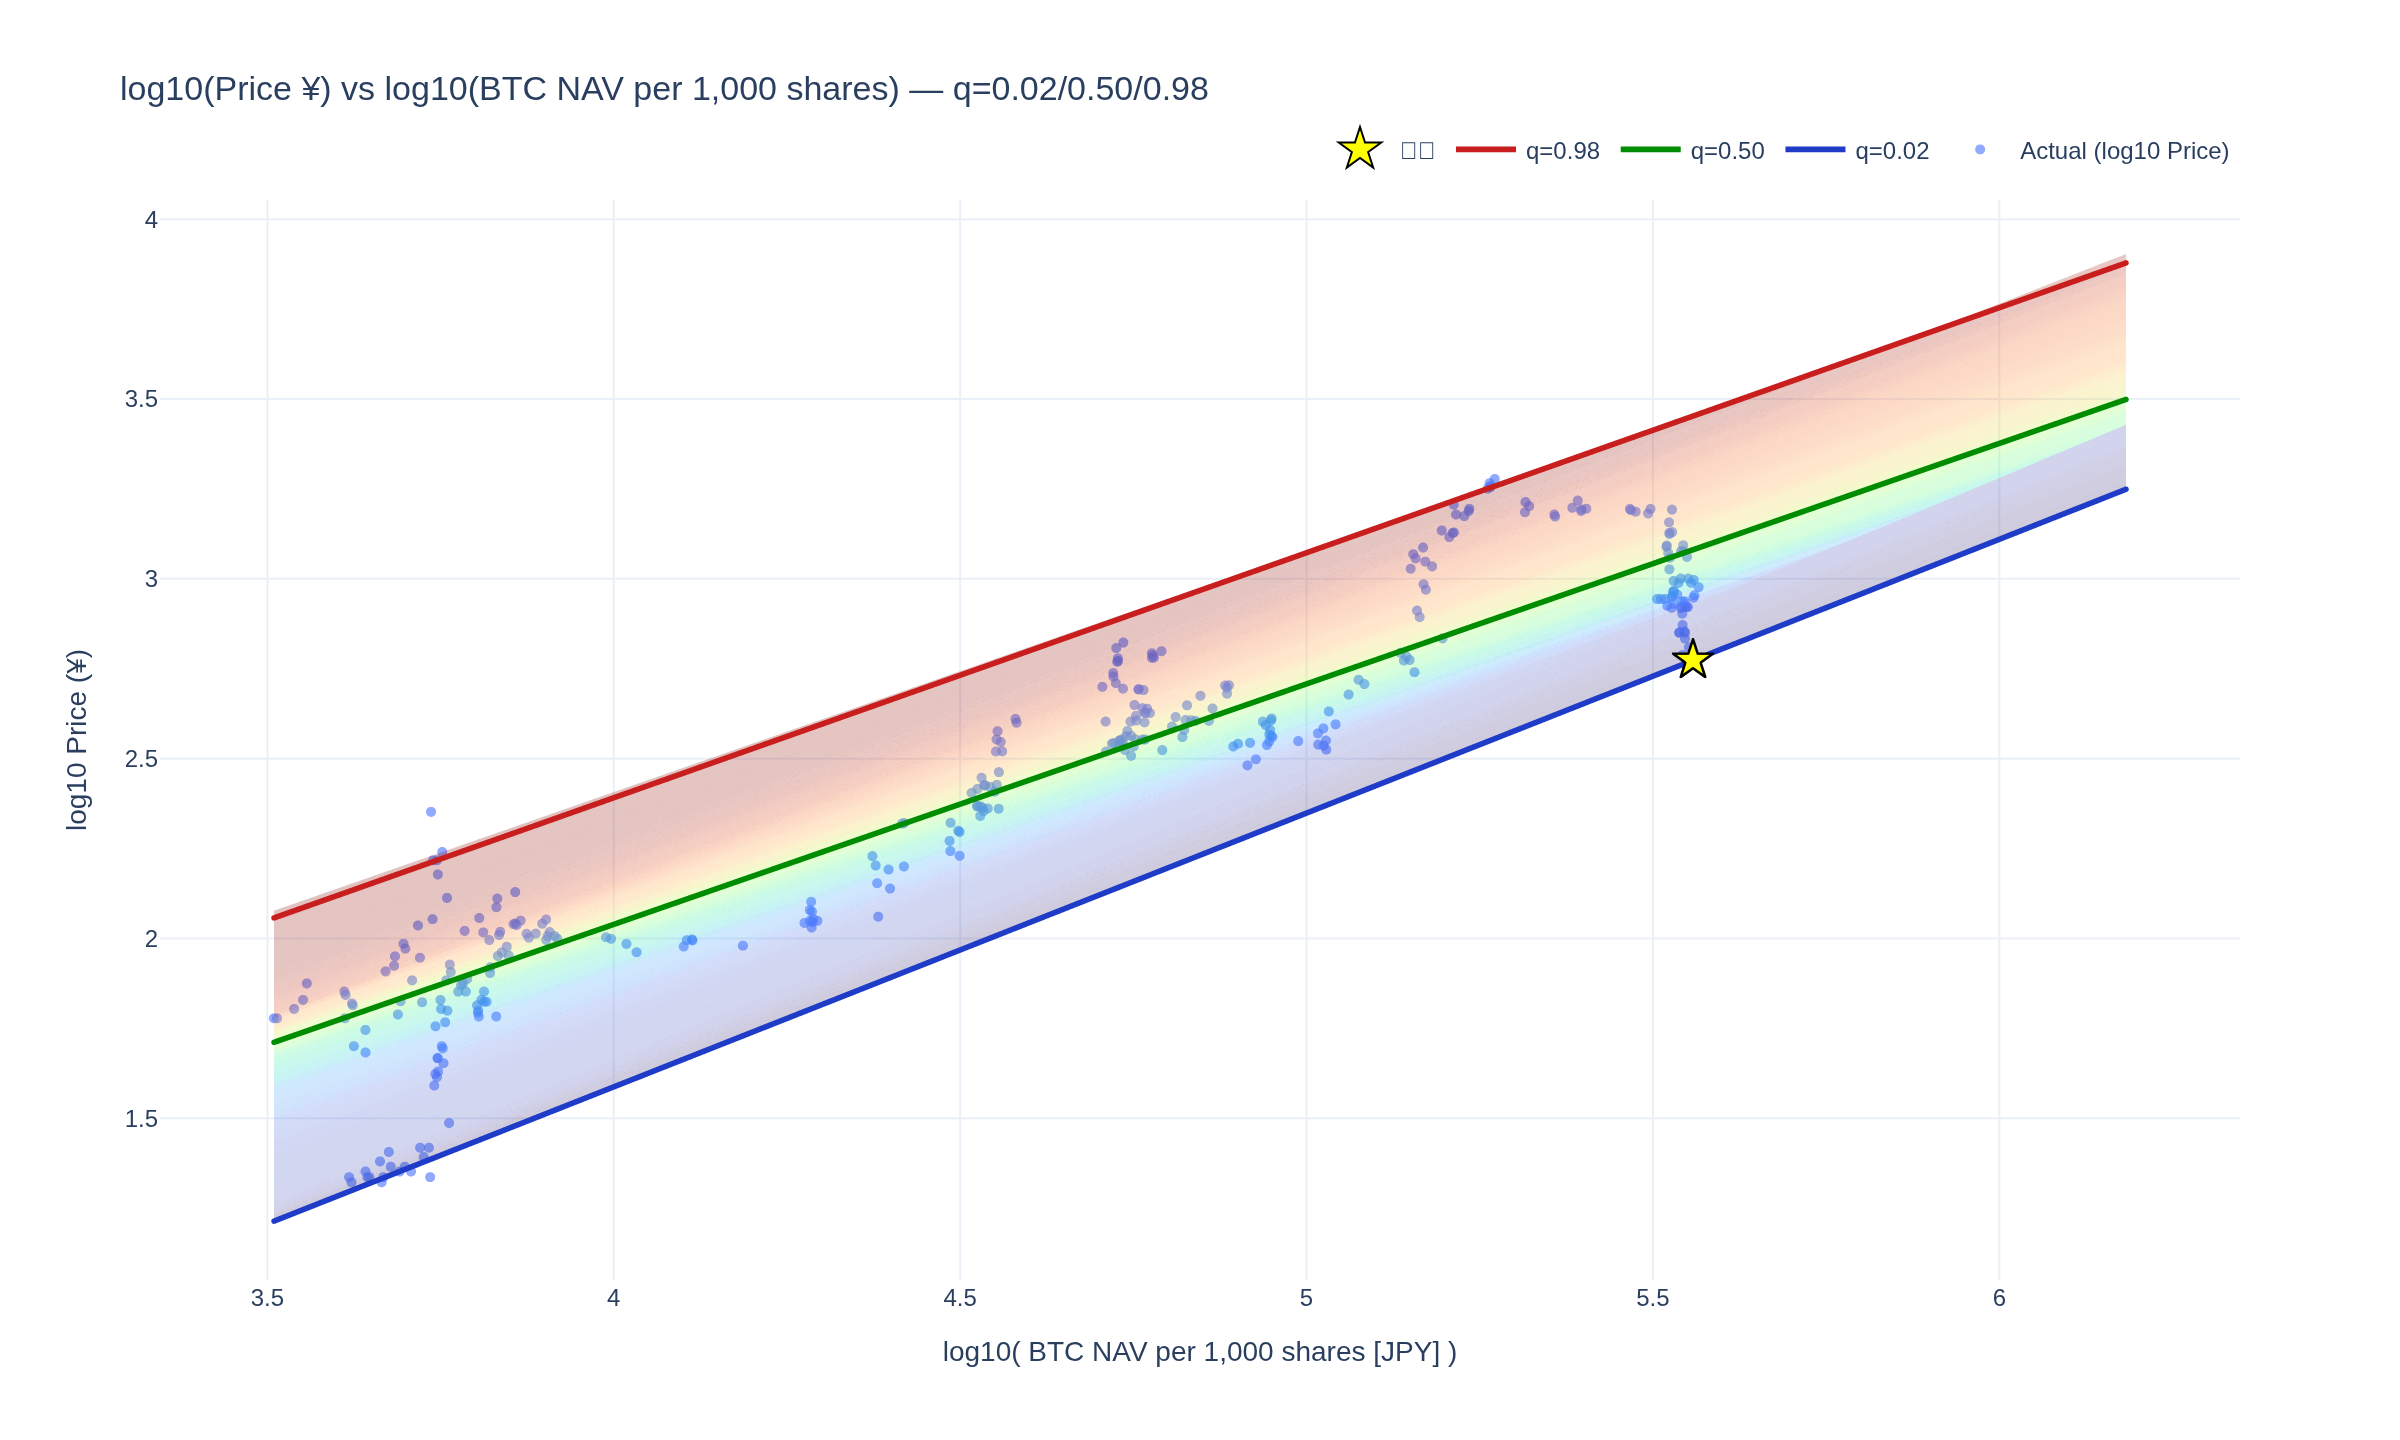 log10(Price ¥) vs log10(BTC NAV per 1,000 shares) — q=0.02/0.50/0.98
q=0.98 q=0.50 q=0.02 Actual (log10 Price)
4
3.5
3
2.5
2
1.5
log10 Price (¥)
3.5 4 4.5 5 5.5 6
log10( BTC NAV per 1,000 shares [JPY] )